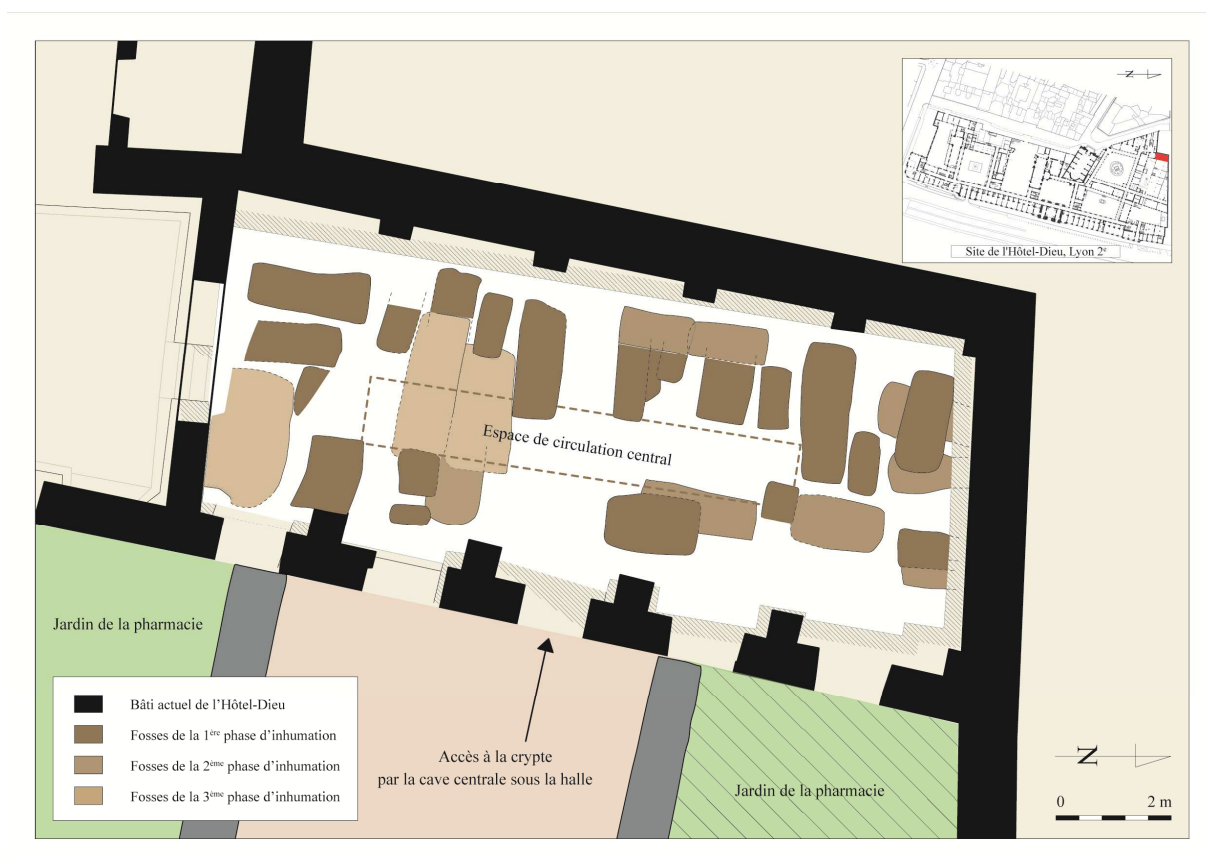 N
Site de l'Hôtel-Dieu, Lyon 2e
Espace de circulation central
Jardin de la pharmacie
Bâti actuel de l'Hôtel-Dieu
Fosses de la 1ère phase d'inhumation
Fosses de la 2ème phase d'inhumation
Fosses de la 3ème phase d'inhumation
Accès à la crypte
par la cave centrale sous la halle
Jardin de la pharmacie
N
0 2 m